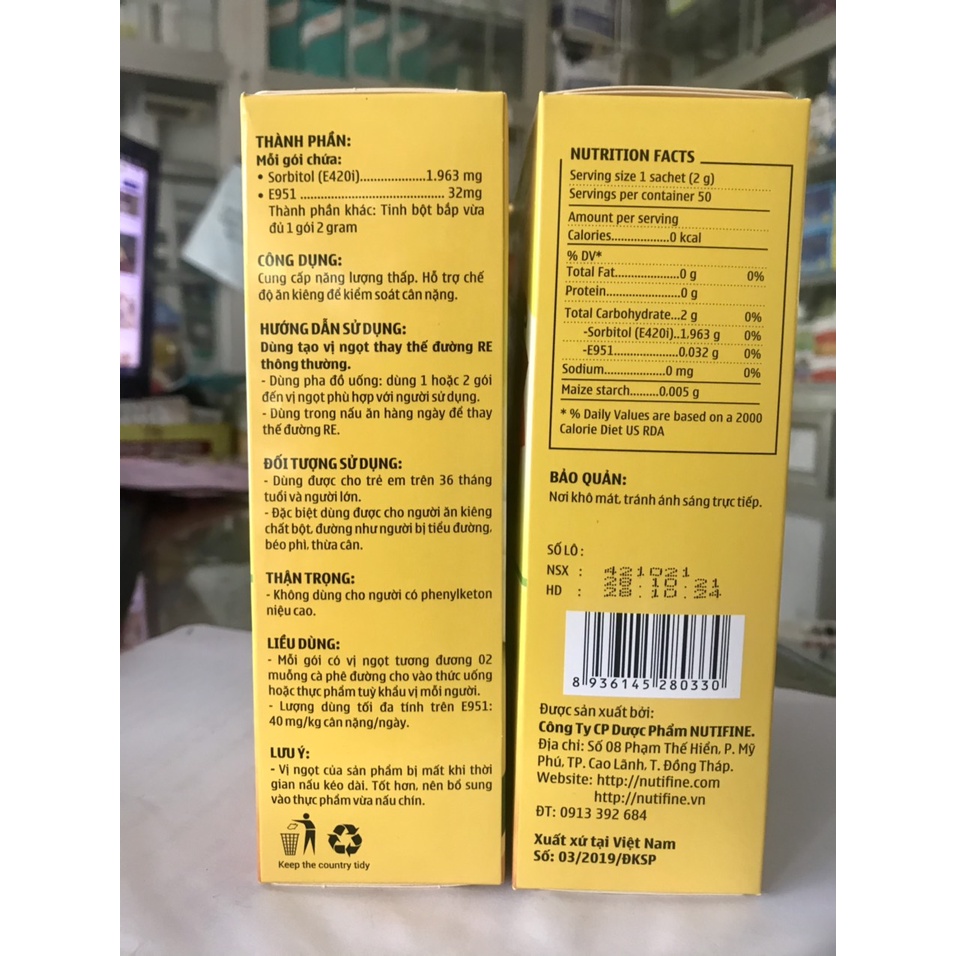 THÀNH PHẦN:
Mỗi gói chứa:
• Sorbitol (E420i)....................1.963 mg
• E951 ........................................... 32mg
Thành phần khác: Tinh bột bắp vừa
đủ 1 gói 2 gram
CÔNG DỤNG:
Cung cấp năng lượng thấp. Hỗ trợ chế
độ ăn kiêng để kiểm soát cân nặng.
HƯỚNG DẪN SỬ DỤNG:
Dùng tạo vị ngọt thay thế đường RE
thông thường.
- Dùng pha đồ uống: dùng 1 hoặc 2 gói
đến vị ngọt phù hợp với người sử dụng.
- Dùng trong nấu ăn hàng ngày để thay
thế đường RE.
ĐỐI TƯỢNG SỬ DỤNG:
- Dùng được cho trẻ em trên 36 tháng
tuổi và người lớn.
- Đặc biệt dùng được cho người ăn kiêng
chất bột, đường như người bị tiểu đường,
béo phì, thừa cân.
THẬN TRỌNG:
- Không dùng cho người có phenylketon
niệu cao.
LIỀU DÙNG:
- Mỗi gói có vị ngọt tương đương 02
muỗng cà phê đường cho vào thức uống
hoặc thực phẩm tuỳ khẩu vị mỗi người.
- Lượng dùng tối đa tính trên E951:
40 mg/kg cân nặng/ngày.
LƯU Ý:
- Vị ngọt của sản phẩm bị mất khi thời
gian nấu kéo dài. Tốt hơn, nên bổ sung
vào thực phẩm vừa nấu chín.
Keep the country tidy
NUTRITION FACTS
Serving size 1 sachet (2 g)
Servings per container 50
Amount per serving
Calories..................0 kcal
% DV*
Total Fat....................0 g 0%
Protein.......................0 g
Total Carbohydrate...2 g 0%
-Sorbitol (E420i)..1.963 g 0%
-E951....................0.032 g 0%
Sodium...................0 mg 0%
Maize starch.........0.005 g
* % Daily Values are based on a 2000
Calorie Diet US RDA
BẢO QUẢN:
Nơi khô mát, tránh ánh sáng trực tiếp.
SỐ LÔ : 421021
NSX : 29.10.21
HD : 28.10.24
8 936145 280330
Được sản xuất bởi:
Công Ty CP Dược Phẩm NUTIFINE.
Địa chỉ: Số 08 Phạm Thế Hiển, P. Mỹ
Phú, TP. Cao Lãnh, T. Đồng Tháp.
Website: http://nutifine.com
http://nutifine.vn
ĐT: 0913 392 684
Xuất xứ tại Việt Nam
Số: 03/2019/ĐKSP